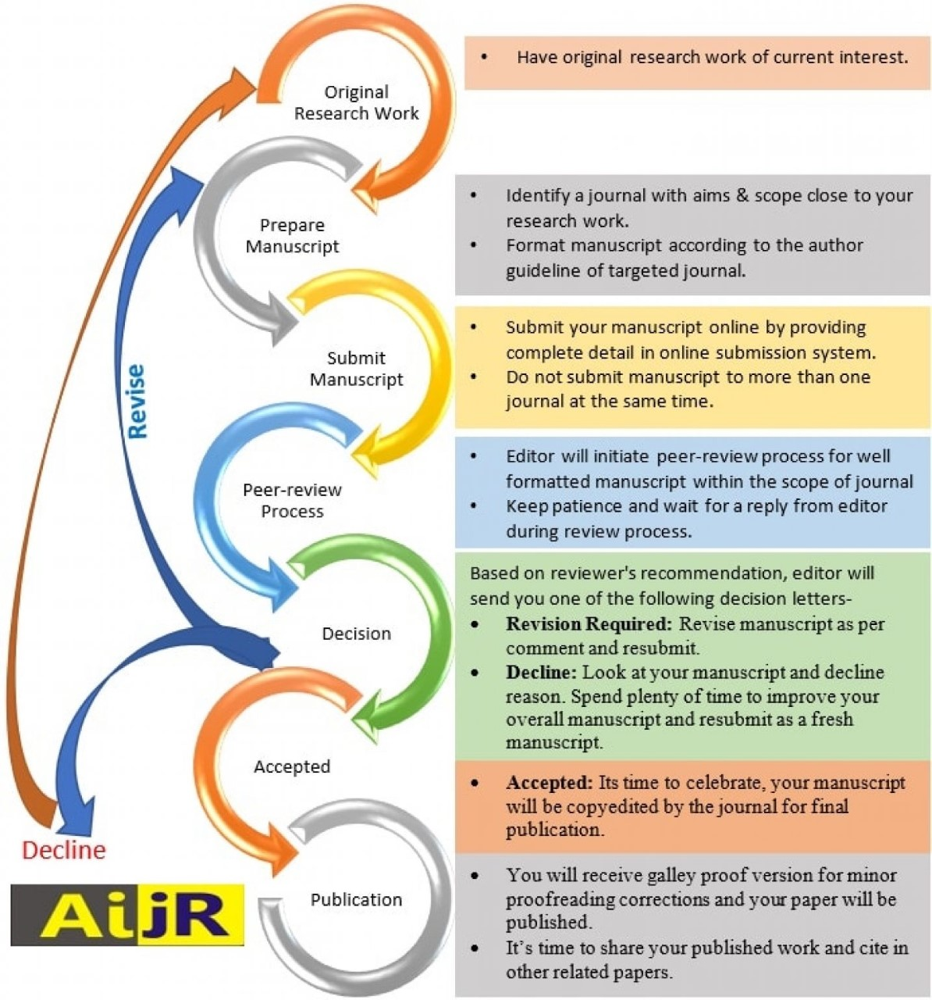 Original
Research Work
• Have original research work of current interest.
Prepare
Manuscript
• Identify a journal with aims & scope close to your
research work.
• Format manuscript according to the author
guideline of targeted journal.
Submit
Manuscript
• Submit your manuscript online by providing
complete detail in online submission system.
• Do not submit manuscript to more than one
journal at the same time.
Revise
Peer-review
Process
• Editor will initiate peer-review process for well
formatted manuscript within the scope of journal
• Keep patience and wait for a reply from editor
during review process.
Decision
Based on reviewer's recommendation, editor will
send you one of the following decision letters-
• Revision Required: Revise manuscript as per
comment and resubmit.
• Decline: Look at your manuscript and decline
reason. Spend plenty of time to improve your
overall manuscript and resubmit as a fresh
manuscript.
Accepted
• Accepted: Its time to celebrate, your manuscript
will be copyedited by the journal for final
publication.
Decline
Publication
• You will receive galley proof version for minor
proofreading corrections and your paper will be
published.
• It’s time to share your published work and cite in
other related papers.
AijR